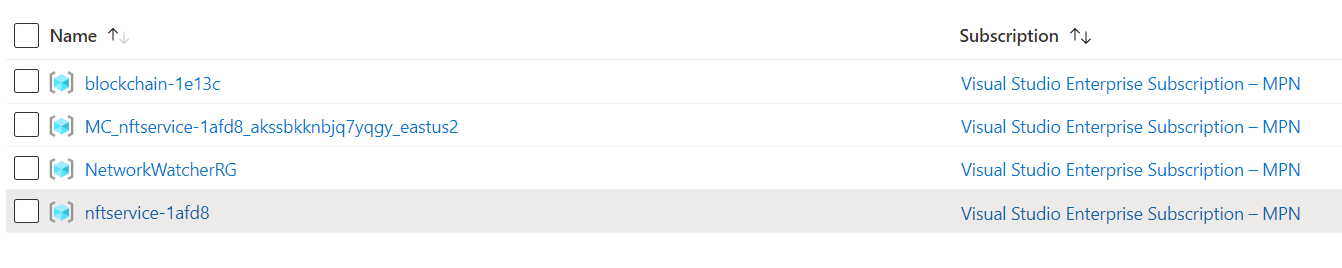 Name ↑↓ Subscription ↑↓
blockchain-1e13c Visual Studio Enterprise Subscription – MPN
MC_nftservice-1afd8_akssbkknbjq7yqgy_eastus2 Visual Studio Enterprise Subscription – MPN
NetworkWatcherRG Visual Studio Enterprise Subscription – MPN
nftservice-1afd8 Visual Studio Enterprise Subscription – MPN